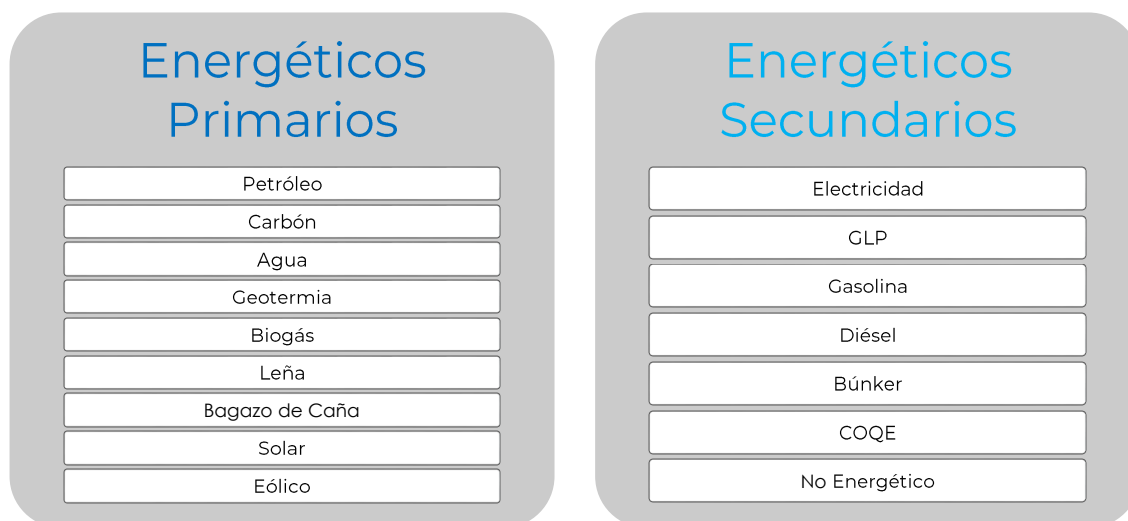 Energéticos
Primarios
Petróleo
Carbón
Agua
Geotermia
Biogás
Leña
Bagazo de Caña
Solar
Eólico
Energéticos
Secundarios
Electricidad
GLP
Gasolina
Diésel
Búnker
COQE
No Energético